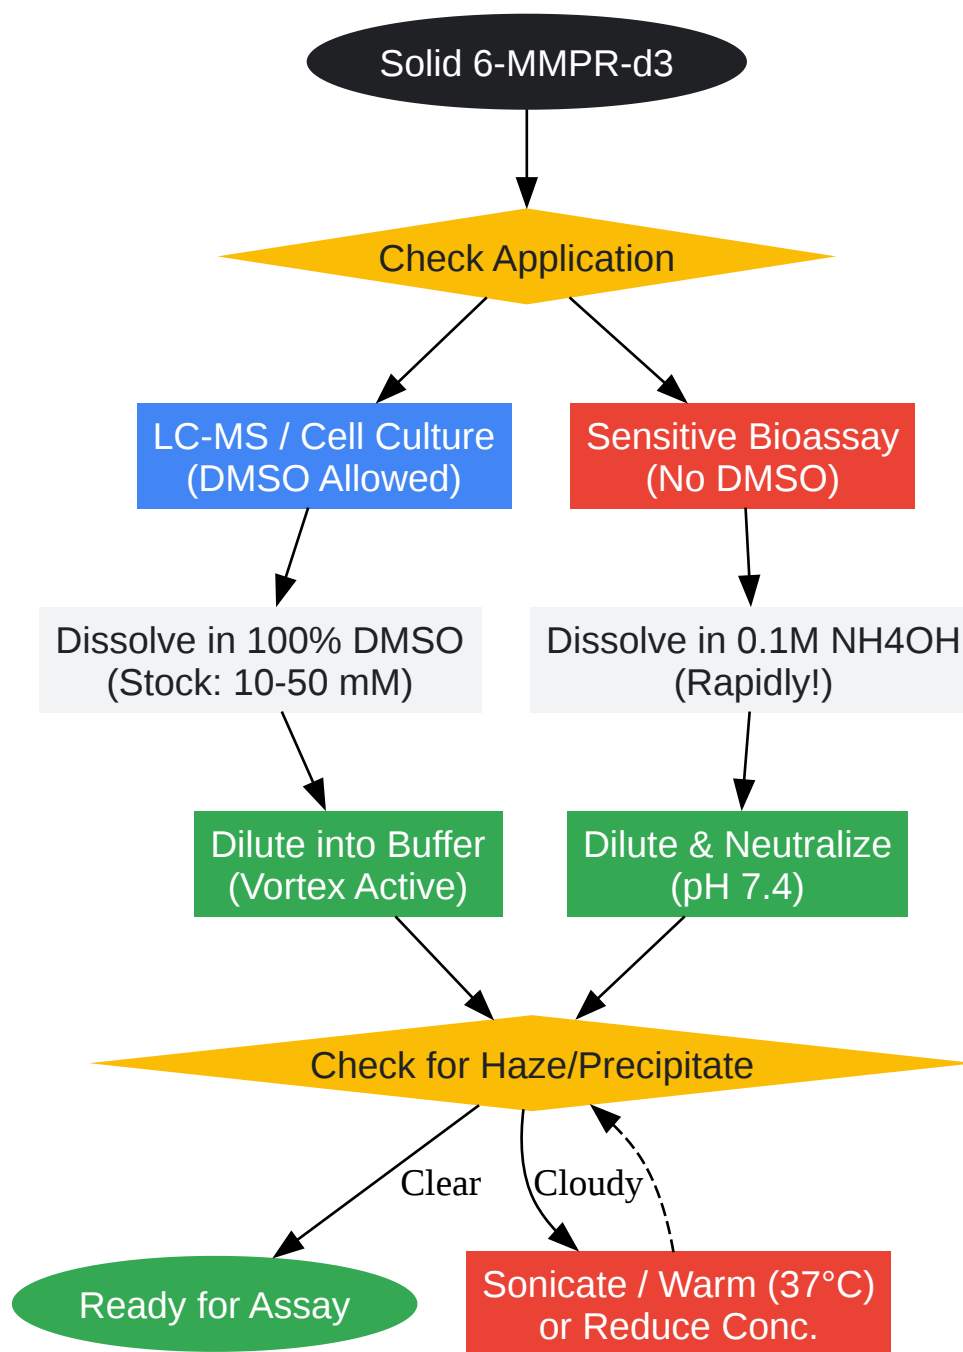 Solid 6-MMPR-d3
Check Application
LC-MS / Cell Culture
(DMSO Allowed)
Sensitive Bioassay
(No DMSO)
Dissolve in 100% DMSO
(Stock: 10-50 mM)
Dissolve in 0.1M NH4OH
(Rapidly!)
Dilute into Buffer
(Vortex Active)
Dilute & Neutralize
(pH 7.4)
Check for Haze/Precipitate
Clear
Cloudy
Ready for Assay
Sonicate / Warm (37°C)
or Reduce Conc.